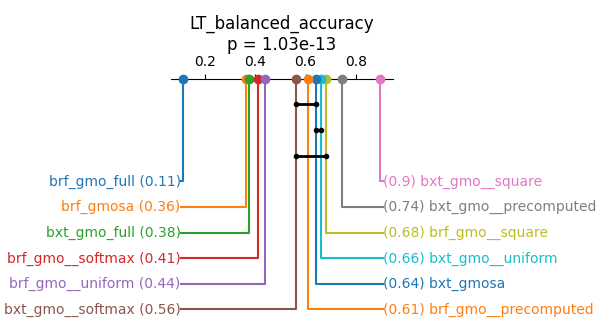 LT_balanced_accuracy
p = 1.03e-13
0.2 0.4 0.6 0.8
brf_gmo_full (0.11) (0.9) bxt_gmo__square
brf_gmosa (0.36) (0.74) bxt_gmo__precomputed
bxt_gmo_full (0.38) (0.68) brf_gmo__square
brf_gmo__softmax (0.41) (0.66) bxt_gmo__uniform
brf_gmo__uniform (0.44) (0.64) bxt_gmosa
bxt_gmo__softmax (0.56) (0.61) brf_gmo__precomputed